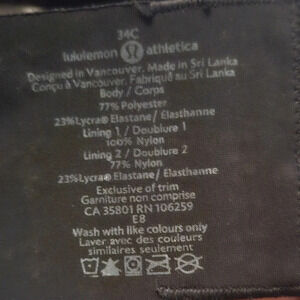 34C
lululemon athletica
Designed in Vancouver. Made in Sri Lanka
Conçu à Vancouver. Fabriqué au Sri Lanka
Body / Corps
77% Polyester
23%Lycra® Elastane/ Elasthanne
Lining 1 / Doublure 1
100% Nylon
Lining 2 / Doublure 2
77% Nylon
23%Lycra® Elastane/ Elasthanne
Exclusive of trim
Garniture non comprise
CA 35801 RN 106259
E8
Wash with like colours only
Laver avec des couleurs
similaires seulement